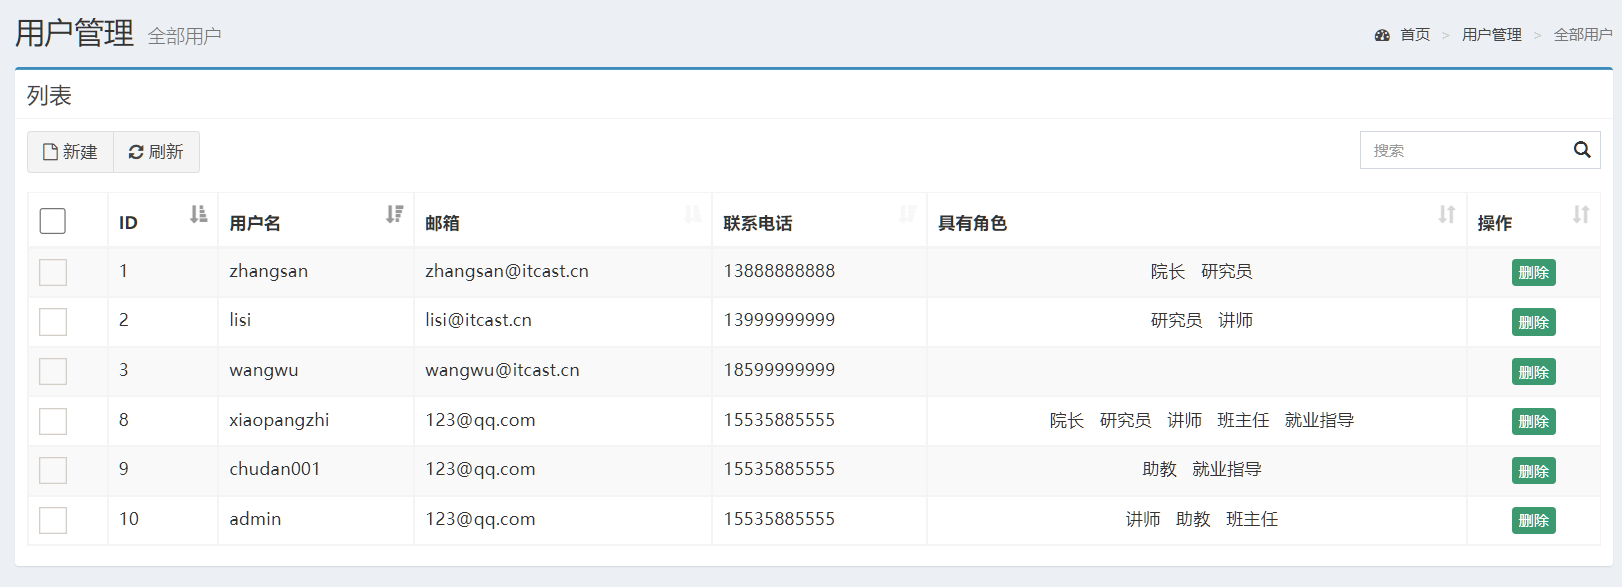 用户管理 全部用户
首页 > 用户管理 > 全部用户
列表
新建 刷新 搜索
ID 用户名 邮箱 联系电话 具有角色 操作
1 zhangsan zhangsan@itcast.cn 13888888888 院长 研究员 删除
2 lisi lisi@itcast.cn 13999999999 研究员 讲师 删除
3 wangwu wangwu@itcast.cn 18599999999 删除
8 xiaopangzhi 123@qq.com 15535885555 院长 研究员 讲师 班主任 就业指导 删除
9 chudan001 123@qq.com 15535885555 助教 就业指导 删除
10 admin 123@qq.com 15535885555 讲师 助教 班主任 删除